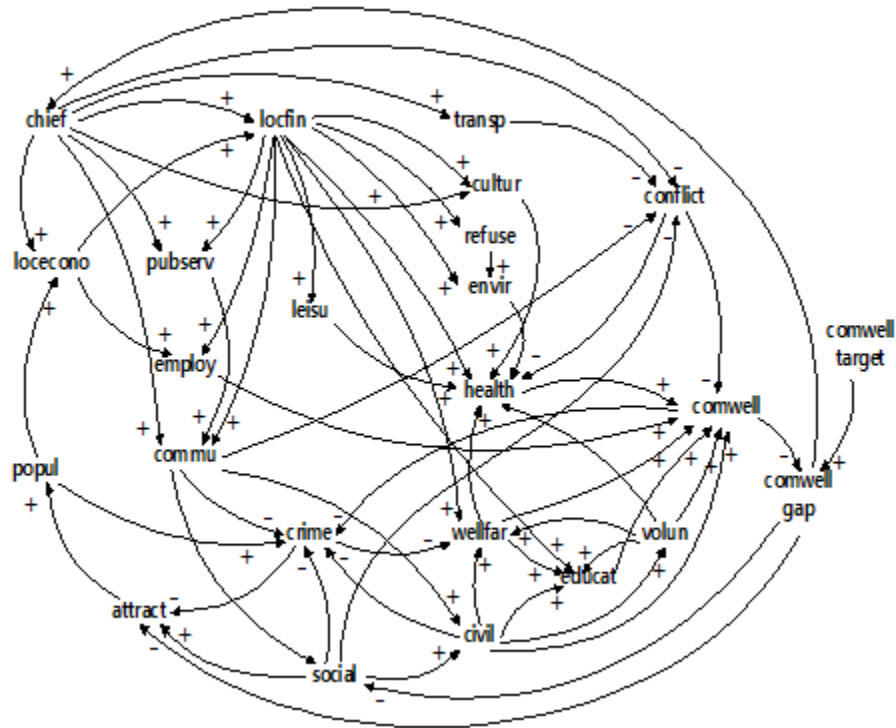 chief
locfin
transp
cultur
conflict
refuse
locecono
pubserv
envir
leisu
comwell
target
employ
health
comwell
commu
popul
comwell
gap
crime
wellfar
volun
educat
attract
civil
social